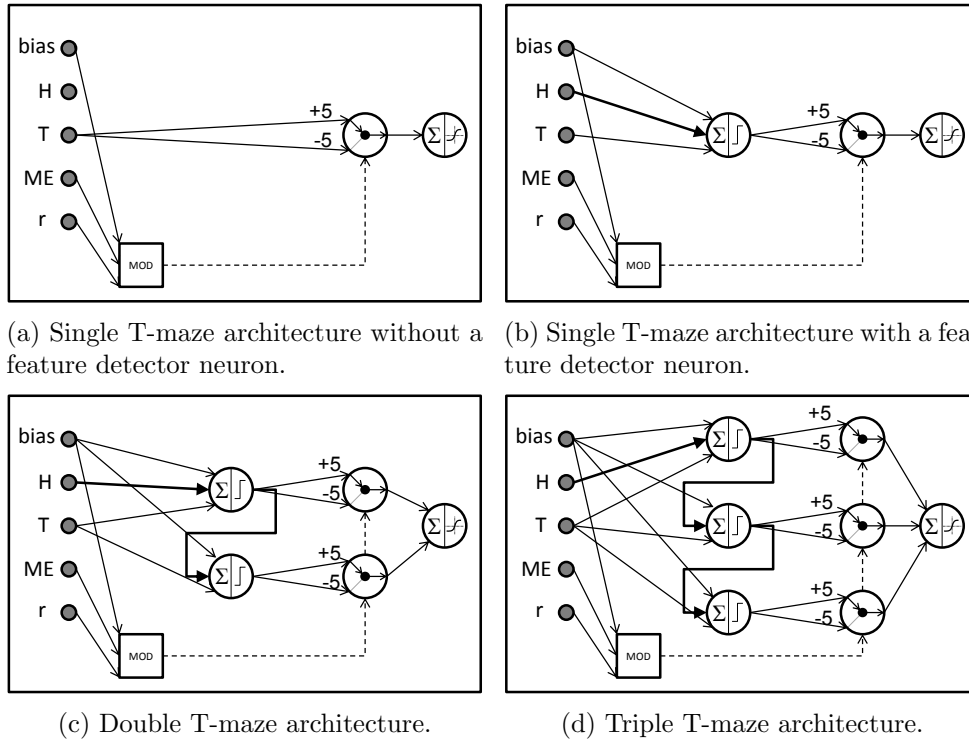 bias
H
T
ME
r
MOD
+5
-5
Σ
bias
H
T
ME
r
MOD
Σ
+5
-5
Σ
(a) Single T-maze architecture without a
feature detector neuron.
(b) Single T-maze architecture with a fea-
ture detector neuron.
bias
H
T
ME
r
MOD
Σ
Σ
+5
-5
+5
-5
Σ
bias
H
T
ME
r
MOD
Σ
Σ
Σ
+5
-5
+5
-5
+5
-5
Σ
(c) Double T-maze architecture.
(d) Triple T-maze architecture.